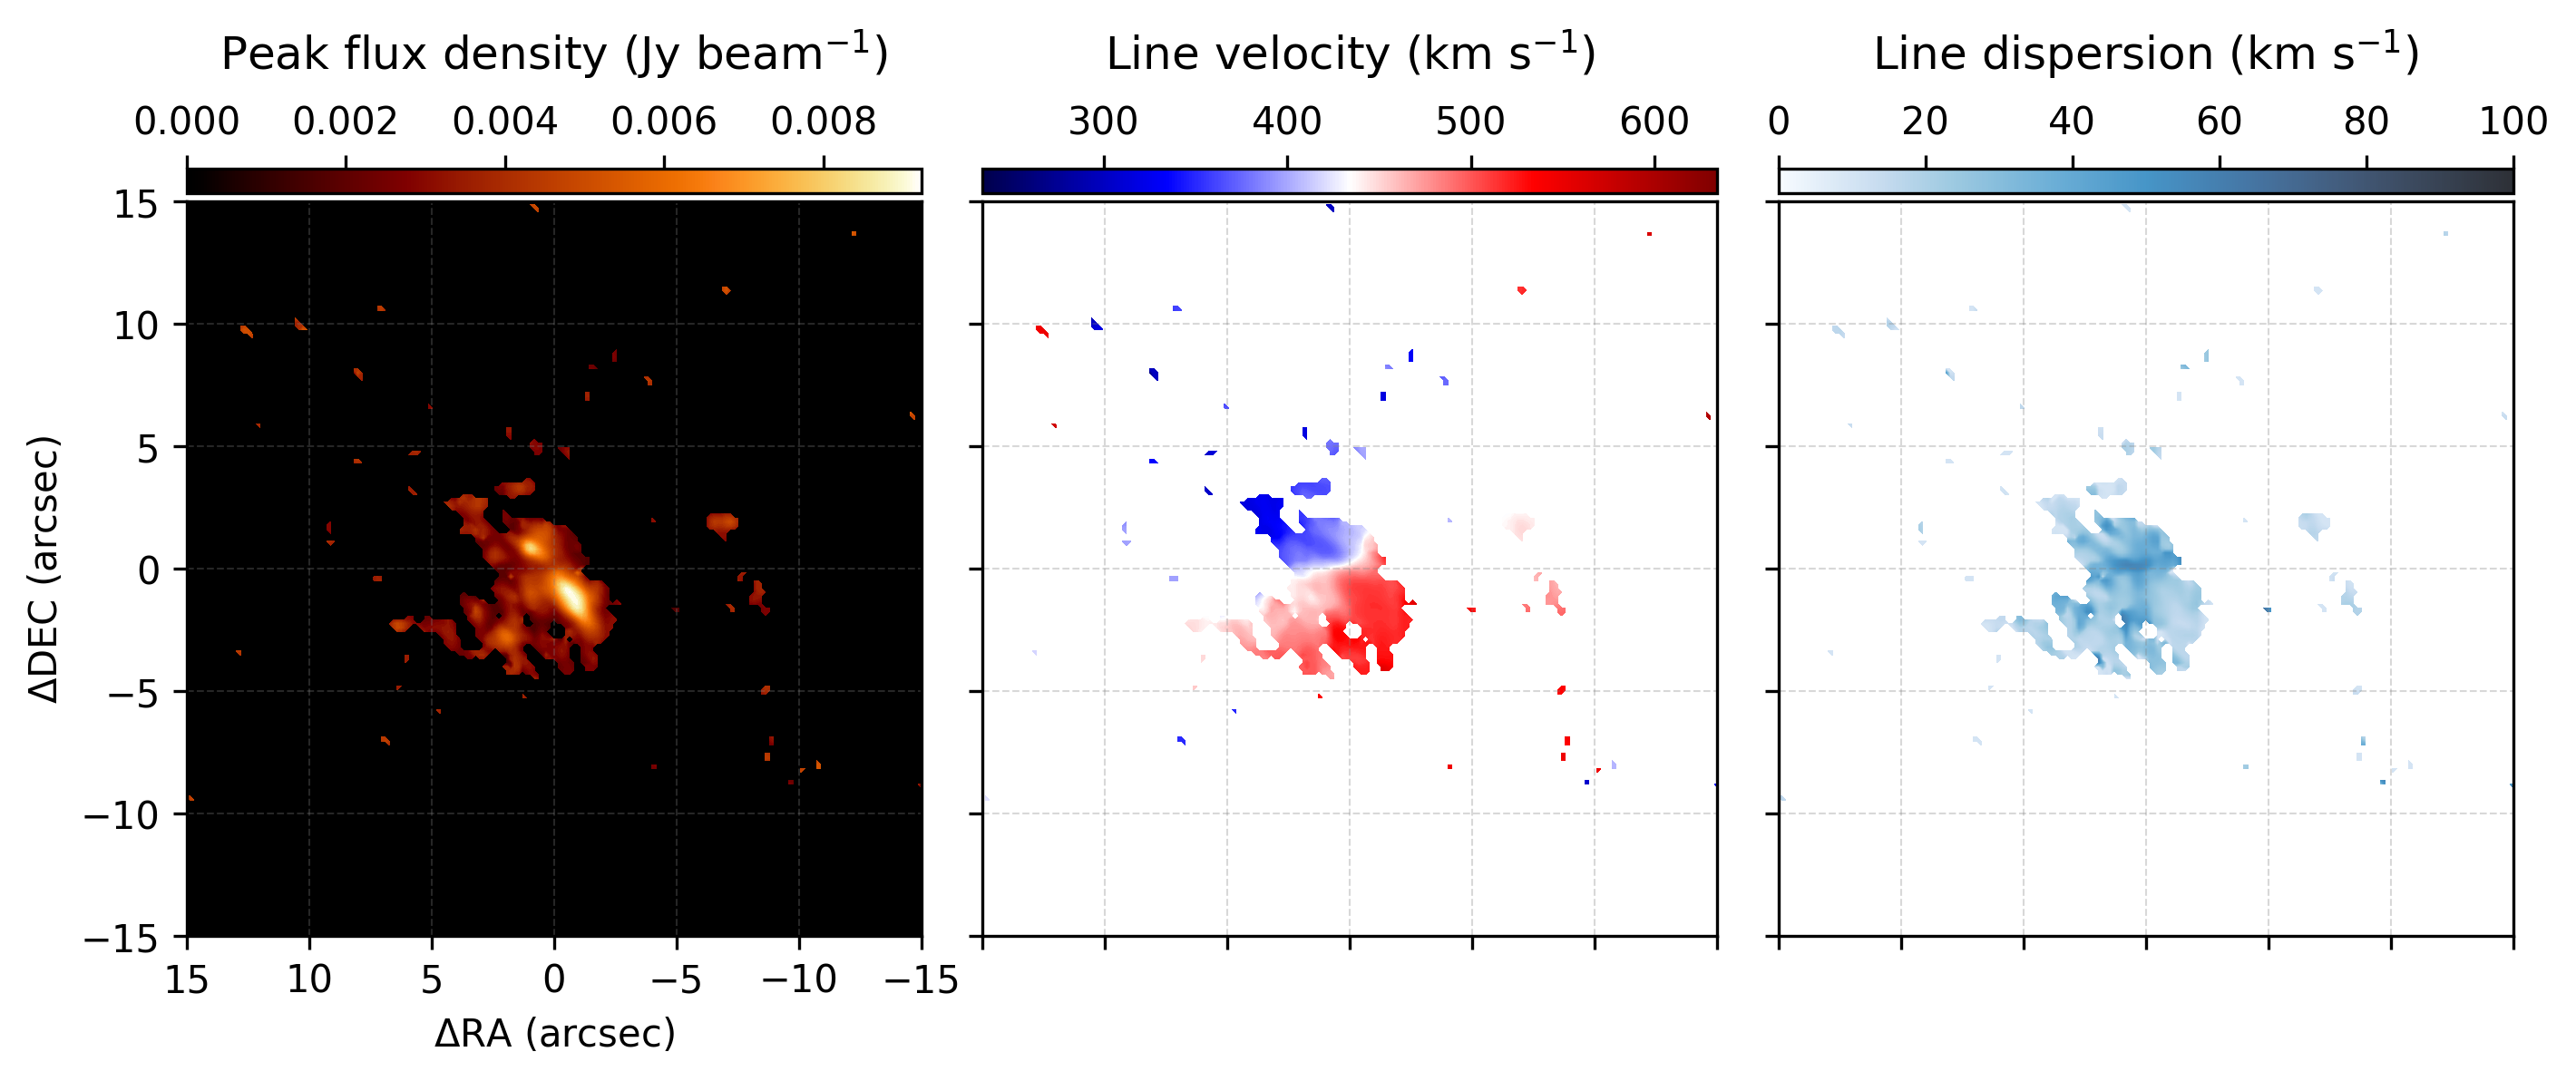 Peak flux density (Jy beam⁻¹) Line velocity (km s⁻¹) Line dispersion (km s⁻¹)
0.000 0.002 0.004 0.006 0.008 300 400 500 600 0 20 40 60 80 100
15
10
5
0
−5
−10
−15
ΔDEC (arcsec)
15 10 5 0 −5 −10 −15
ΔRA (arcsec)